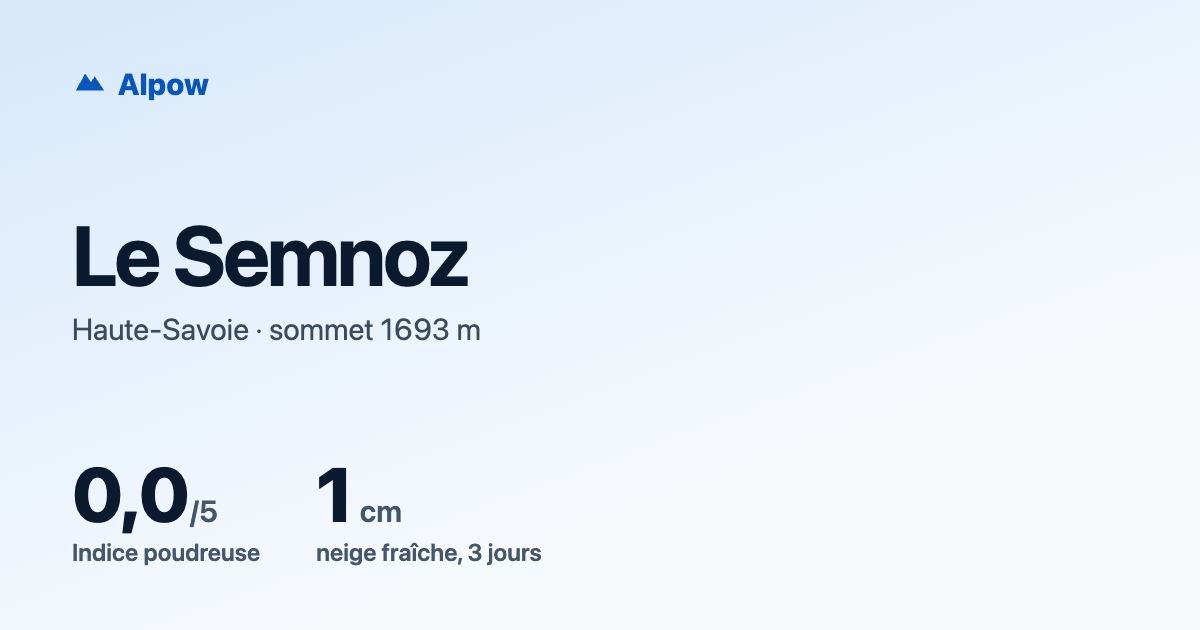 Alpow
Le Semnoz
Haute-Savoie · sommet 1693 m
0,0/5
Indice poudreuse
1 cm
neige fraîche, 3 jours